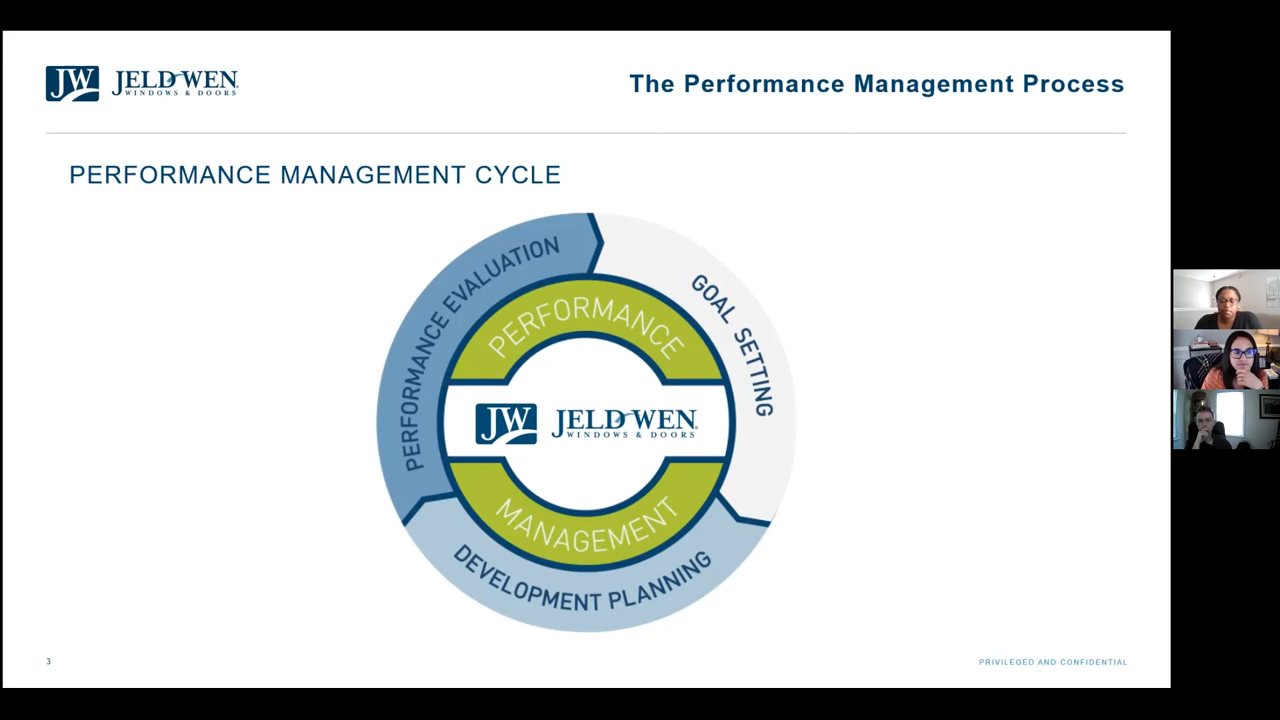 JW JELD-WEN
WINDOWS & DOORS
The Performance Management Process
PERFORMANCE MANAGEMENT CYCLE
PERFORMANCE EVALUATION
GOAL SETTING
PERFORMANCE
JW JELD-WEN
WINDOWS & DOORS
MANAGEMENT
DEVELOPMENT PLANNING
3
PRIVILEGED AND CONFIDENTIAL